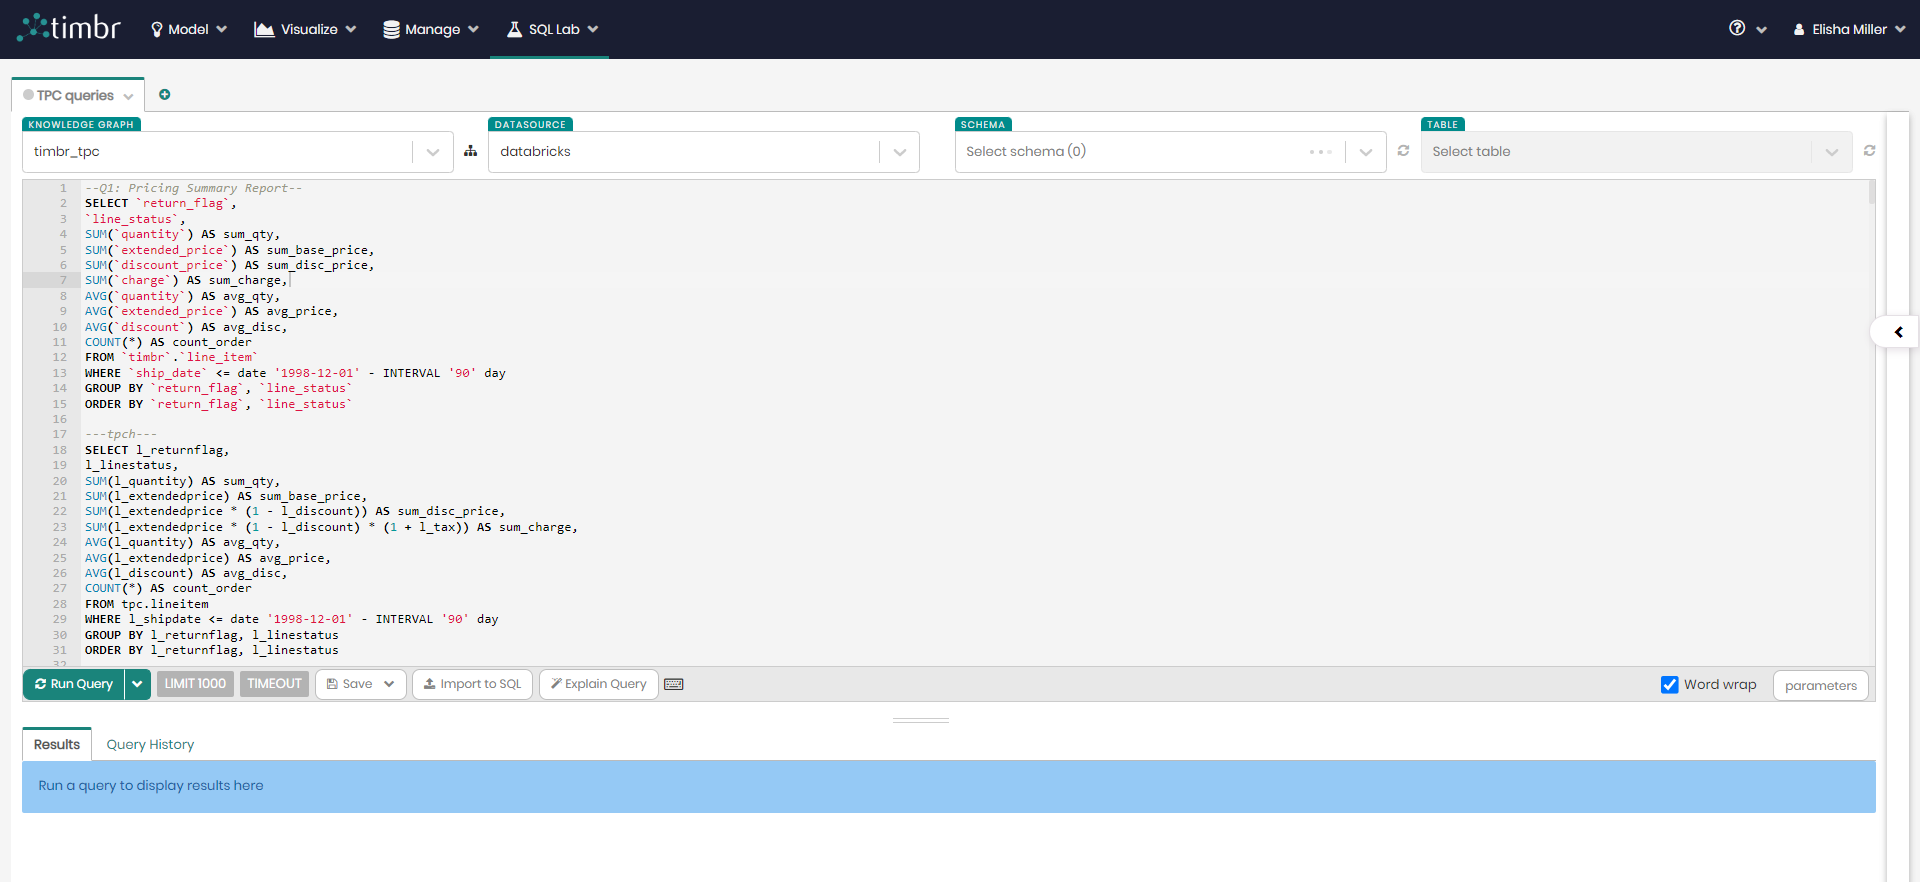 timbr Model Visualize Manage SQL Lab Elisha Miller
TPC queries
KNOWLEDGE GRAPH DATASOURCE SCHEMA TABLE
timbr_tpc databricks Select schema (0) Select table
1 --Q1: Pricing Summary Report--
2 SELECT `return_flag`,
3 `line_status`,
4 SUM(`quantity`) AS sum_qty,
5 SUM(`extended_price`) AS sum_base_price,
6 SUM(`discount_price`) AS sum_disc_price,
7 SUM(`charge`) AS sum_charge,
8 AVG(`quantity`) AS avg_qty,
9 AVG(`extended_price`) AS avg_price,
10 AVG(`discount`) AS avg_disc,
11 COUNT(*) AS count_order
12 FROM `timbr`.`line_item`
13 WHERE `ship_date` <= date '1998-12-01' - INTERVAL '90' day
14 GROUP BY `return_flag`, `line_status`
15 ORDER BY `return_flag`, `line_status`
16
17 ---tpch---
18 SELECT l_returnflag,
19 l_linestatus,
20 SUM(l_quantity) AS sum_qty,
21 SUM(l_extendedprice) AS sum_base_price,
22 SUM(l_extendedprice * (1 - l_discount)) AS sum_disc_price,
23 SUM(l_extendedprice * (1 - l_discount) * (1 + l_tax)) AS sum_charge,
24 AVG(l_quantity) AS avg_qty,
25 AVG(l_extendedprice) AS avg_price,
26 AVG(l_discount) AS avg_disc,
27 COUNT(*) AS count_order
28 FROM tpc.lineitem
29 WHERE l_shipdate <= date '1998-12-01' - INTERVAL '90' day
30 GROUP BY l_returnflag, l_linestatus
31 ORDER BY l_returnflag, l_linestatus
32
Run Query LIMIT 1000 TIMEOUT Save Import to SQL Explain Query Word wrap parameters
Results Query History
Run a query to display results here